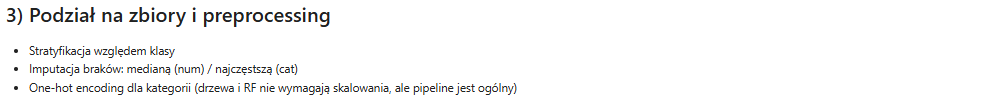 3) Podział na zbiory i preprocessing
• Stratyfikacja względem klasy
• Imputacja braków: medianą (num) / najczęstszą (cat)
• One-hot encoding dla kategorii (drzewa i RF nie wymagają skalowania, ale pipeline jest ogólny)